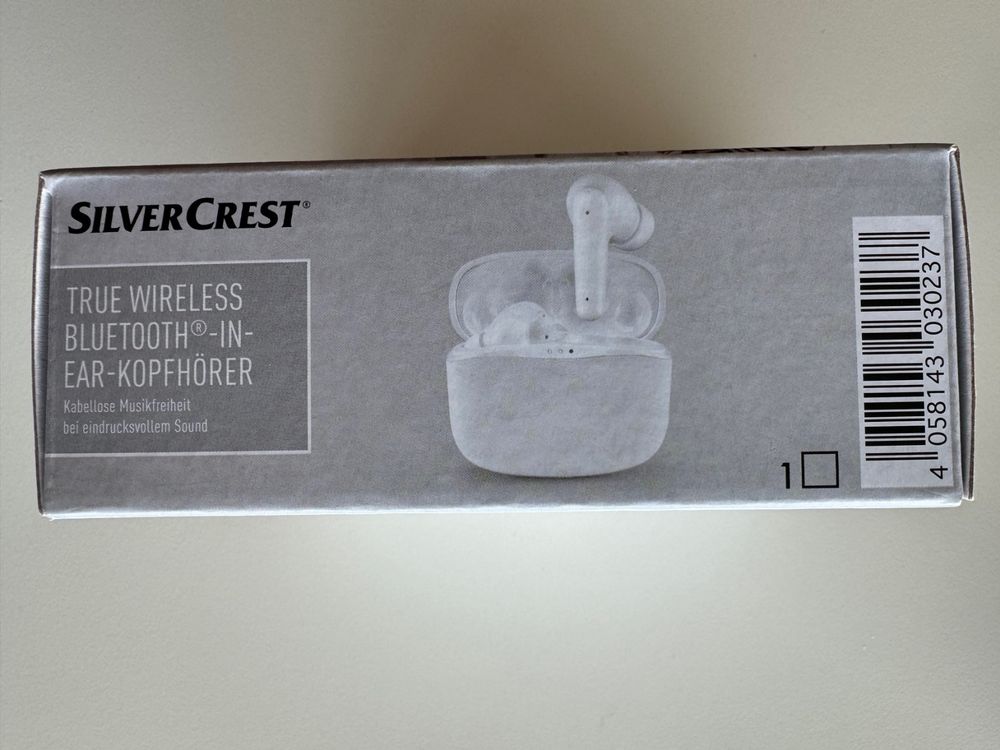 SILVERCREST®
TRUE WIRELESS
BLUETOOTH®-IN-
EAR-KOPFHÖRER
Kabellose Musikfreiheit
bei eindrucksvollem Sound
1
4 058143 030237